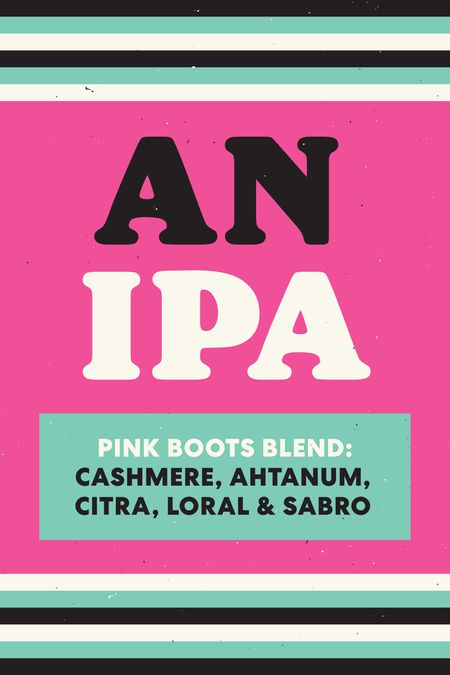 AN
IPA
PINK BOOTS BLEND:
CASHMERE, AHTANUM,
CITRA, LORAL & SABRO